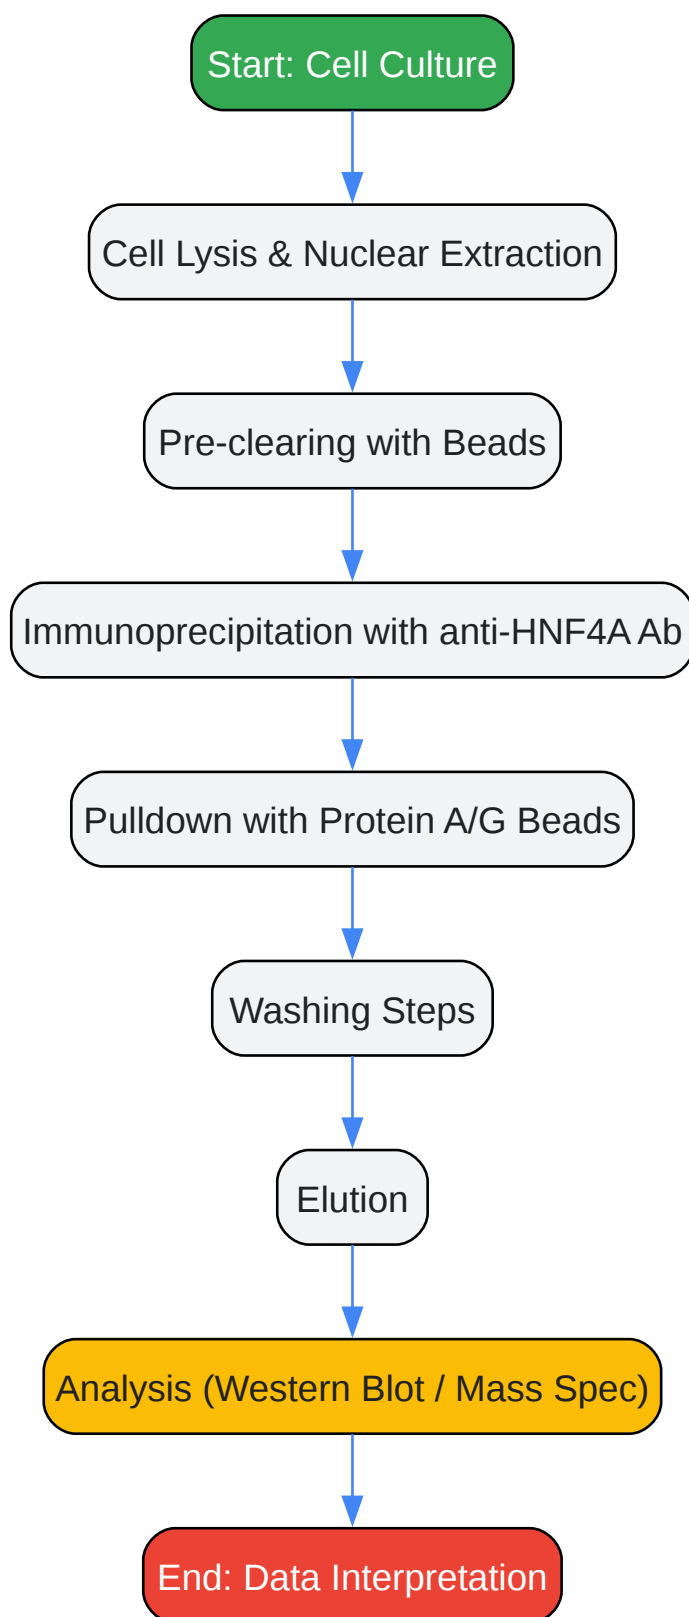 Start: Cell Culture
Cell Lysis & Nuclear Extraction
Pre-clearing with Beads
Immunoprecipitation with anti-HNF4A Ab
Pulldown with Protein A/G Beads
Washing Steps
Elution
Analysis (Western Blot / Mass Spec)
End: Data Interpretation